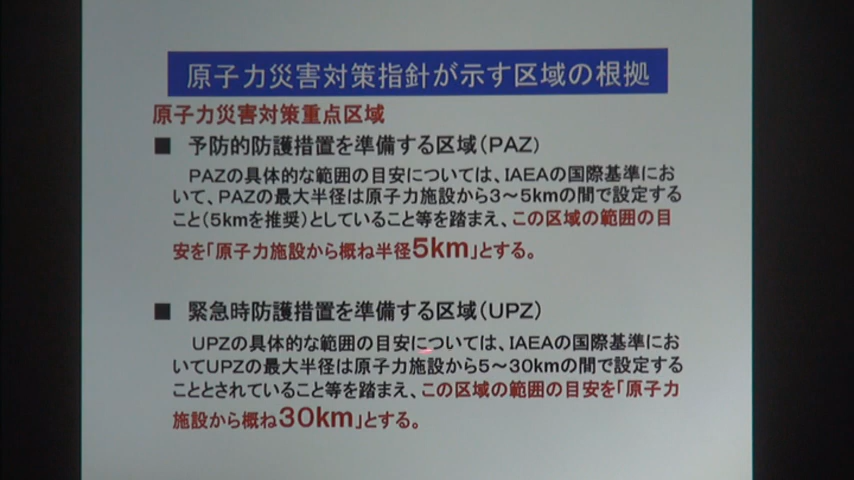 原子力災害対策指針が示す区域の根拠
原子力災害対策重点区域
■ 予防的防護措置を準備する区域(PAZ)
PAZの具体的な範囲の目安については、IAEAの国際基準にお
いて、PAZの最大半径は原子力施設から3～5kmの間で設定する
こと(5kmを推奨)としていること等を踏まえ、この区域の範囲の目
安を「原子力施設から概ね半径5km」とする。
■ 緊急時防護措置を準備する区域(UPZ)
UPZの具体的な範囲の目安については、IAEAの国際基準にお
いてUPZの最大半径は原子力施設から5～30kmの間で設定する
こととされていること等を踏まえ、この区域の範囲の目安を「原子力
施設から概ね30km」とする。